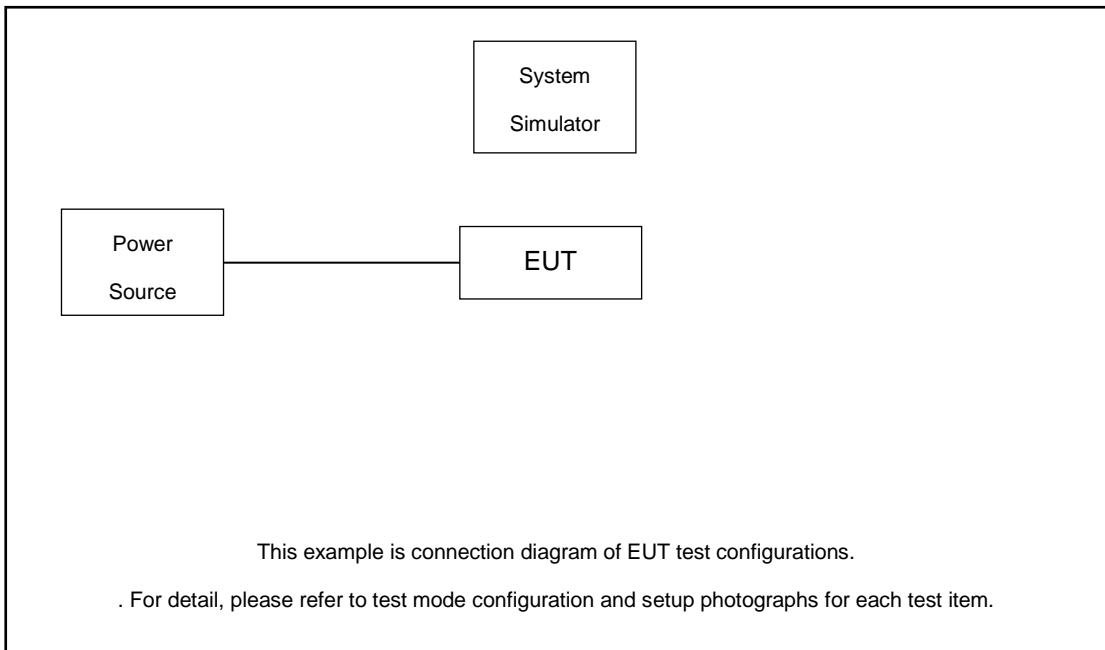 System
Simulator
Power
Source
EUT
This example is connection diagram of EUT test configurations.
. For detail, please refer to test mode configuration and setup photographs for each test item.